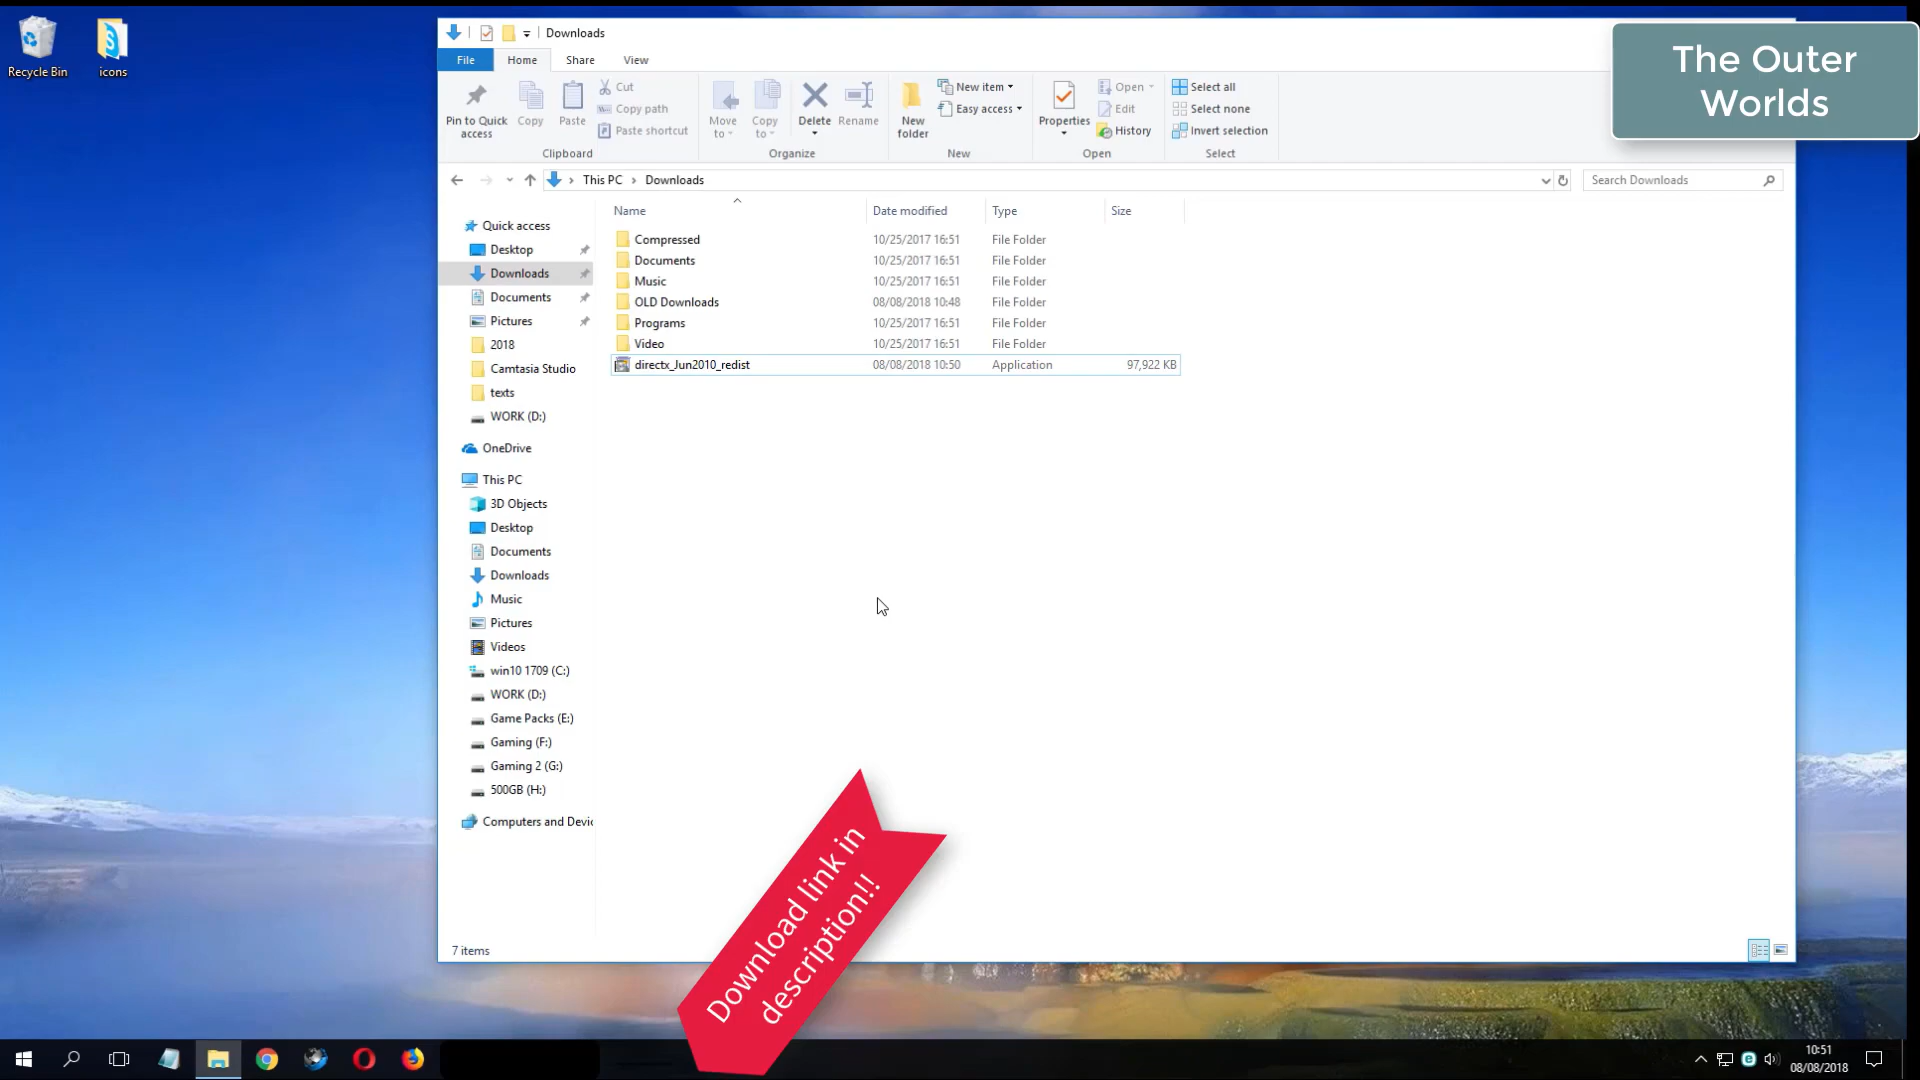 Recycle Bin
icons
Downloads
The Outer
Worlds
File
Home
Share
View
Pin to Quick
access
Copy
Paste
Cut
Copy path
Paste shortcut
Clipboard
Move
to
Copy
to
Delete
Rename
Organize
New
folder
New item
Easy access
New
Properties
Open
Edit
History
Open
Select all
Select none
Invert selection
Select
This PC
Downloads
Search Downloads
Name
Date modified
Type
Size
Compressed 10/25/2017 16:51 File Folder
Documents 10/25/2017 16:51 File Folder
Music 10/25/2017 16:51 File Folder
OLD Downloads 08/08/2018 10:48 File Folder
Programs 10/25/2017 16:51 File Folder
Video 10/25/2017 16:51 File Folder
directx_Jun2010_redist 08/08/2018 10:50 Application 97,922 KB
Quick access
Desktop
Downloads
Documents
Pictures
2018
Camtasia Studio
texts
WORK (D:)
OneDrive
This PC
3D Objects
Desktop
Documents
Downloads
Music
Pictures
Videos
win10 1709 (C:)
WORK (D:)
Game Packs (E:)
Gaming (F:)
Gaming 2 (G:)
500GB (H:)
Computers and Devic
7 items
Download link in
description!!
10:51
08/08/2018